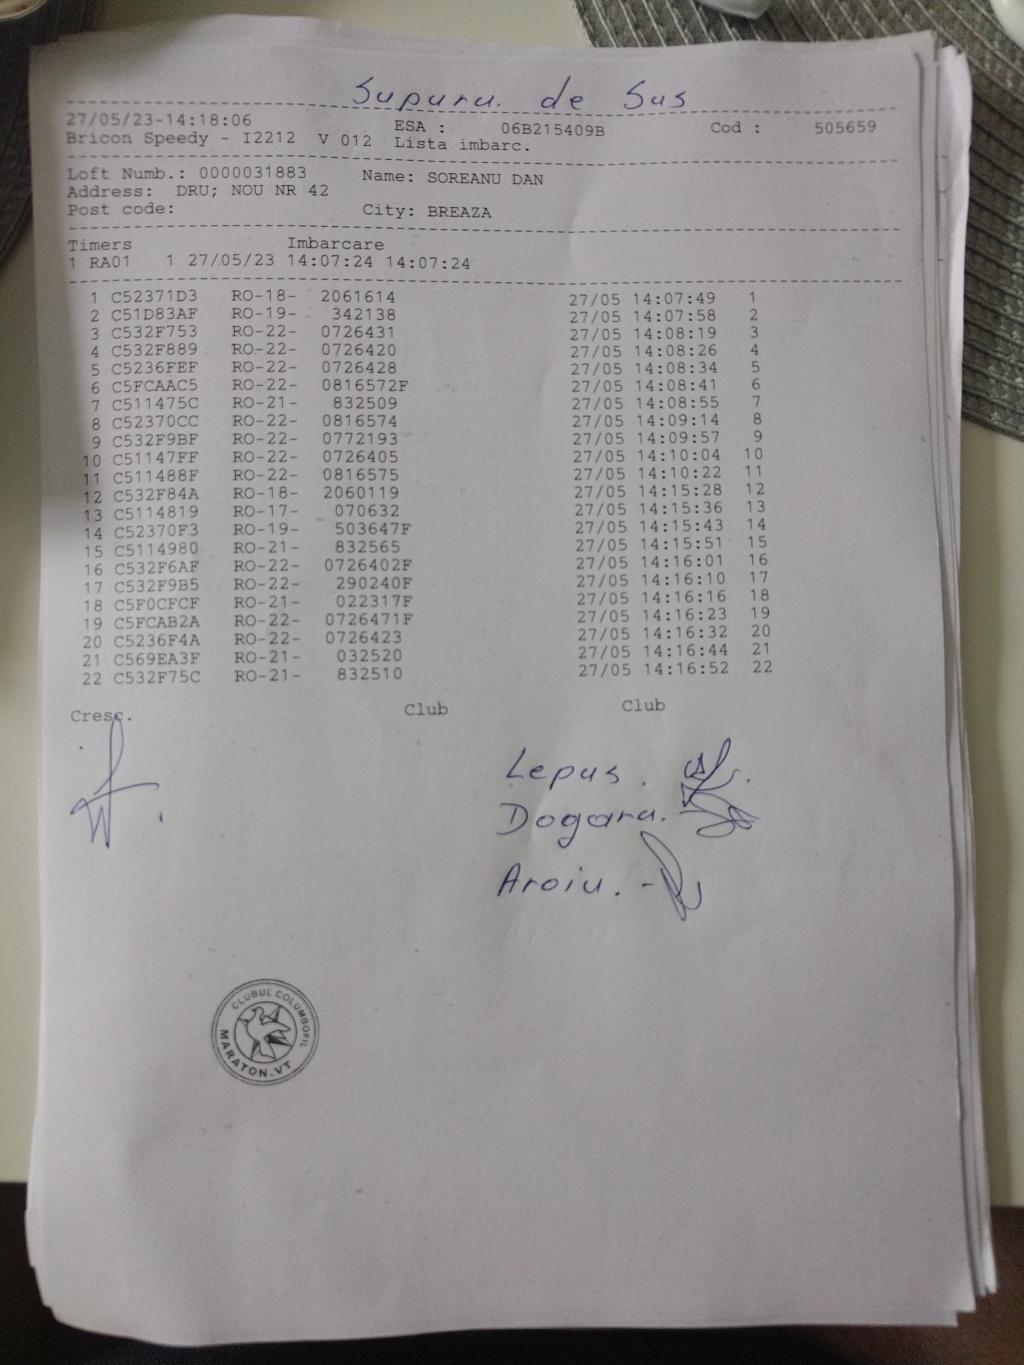 Supuru. de Sus
27/05/23-14:18:06 ESA : 06B215409B Cod : 505659
Bricon Speedy - I2212 V 012 Lista imbarc.
Loft Numb.: 0000031883 Name: SOREANU DAN
Address: DRU; NOU NR 42
Post code: City: BREAZA
Timers Imbarcare
1 RA01 1 27/05/23 14:07:24 14:07:24
1 C52371D3 RO-18- 2061614 27/05 14:07:49 1
2 C51D83AF RO-19- 342138 27/05 14:07:58 2
3 C532F753 RO-22- 0726431 27/05 14:08:19 3
4 C532F889 RO-22- 0726420 27/05 14:08:26 4
5 C5236FEF RO-22- 0726428 27/05 14:08:34 5
6 C5FCAAC5 RO-22- 0816572F 27/05 14:08:41 6
7 C511475C RO-21- 832509 27/05 14:08:55 7
8 C52370CC RO-22- 0816574 27/05 14:09:14 8
9 C532F9BF RO-22- 0772193 27/05 14:09:57 9
10 C51147FF RO-22- 0726405 27/05 14:10:04 10
11 C511488F RO-22- 0816575 27/05 14:10:22 11
12 C532F84A RO-18- 2060119 27/05 14:15:28 12
13 C5114819 RO-17- 070632 27/05 14:15:36 13
14 C52370F3 RO-19- 503647F 27/05 14:15:43 14
15 C5114980 RO-21- 832565 27/05 14:15:51 15
16 C532F6AF RO-22- 0726402F 27/05 14:16:01 16
17 C532F9B5 RO-22- 290240F 27/05 14:16:10 17
18 C5F0CFCF RO-21- 022317F 27/05 14:16:16 18
19 C5FCAB2A RO-22- 0726471F 27/05 14:16:23 19
20 C5236F4A RO-22- 0726423 27/05 14:16:32 20
21 C569EA3F RO-21- 032520 27/05 14:16:44 21
22 C532F75C RO-21- 832510 27/05 14:16:52 22
Cresc. Club Club
Lepus.
Dogaru.
Aroiu.
CLUBUL COLUMBOFIL
MARATON.VT